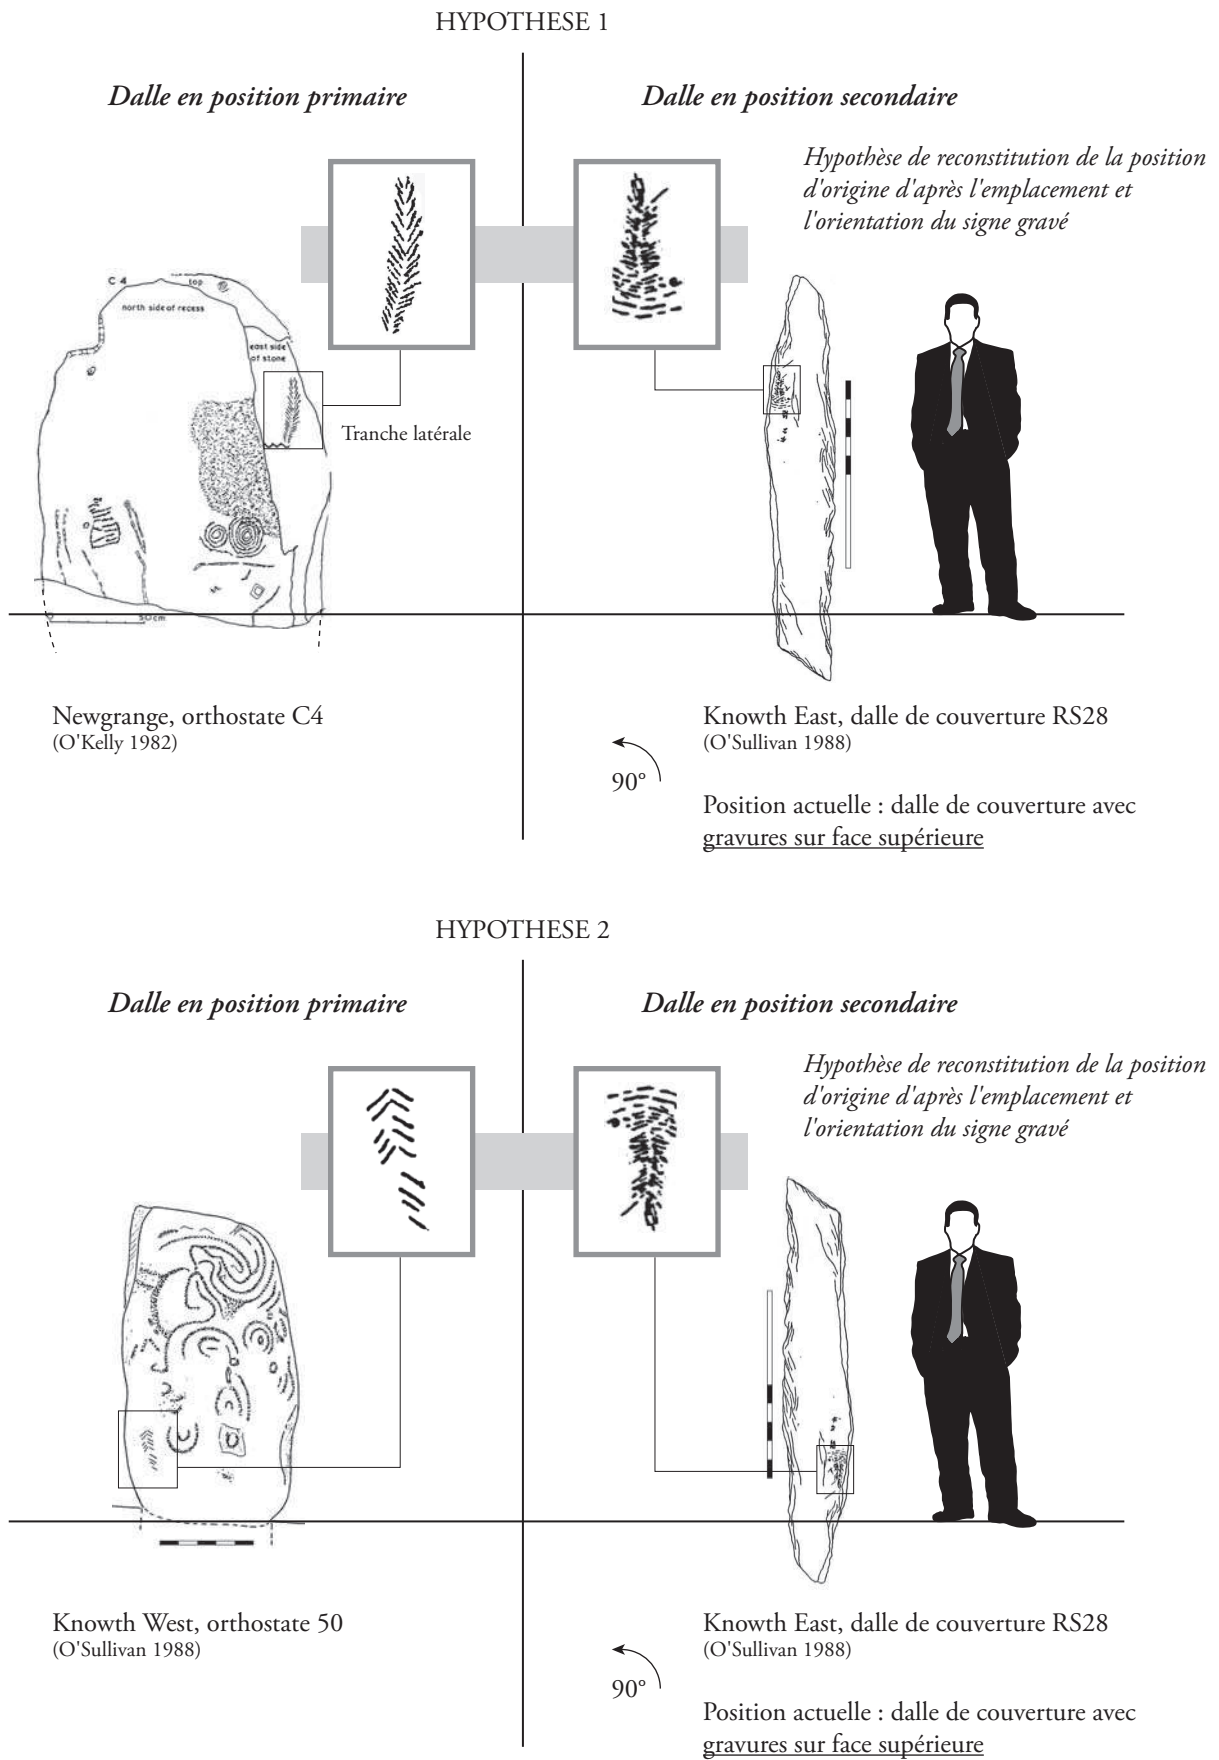 HYPOTHESE 1
Dalle en position primaire
Dalle en position secondaire
Hypothèse de reconstitution de la position
d'origine d'après l'emplacement et
l'orientation du signe gravé
C 4
top
north side of recess
east side
of stone
Tranche latérale
50cm
Newgrange, orthostate C4
(O'Kelly 1982)
Knowth East, dalle de couverture RS28
(O'Sullivan 1988)
90°
Position actuelle : dalle de couverture avec
gravures sur face supérieure
HYPOTHESE 2
Dalle en position primaire
Dalle en position secondaire
Hypothèse de reconstitution de la position
d'origine d'après l'emplacement et
l'orientation du signe gravé
Knowth West, orthostate 50
(O'Sullivan 1988)
Knowth East, dalle de couverture RS28
(O'Sullivan 1988)
90°
Position actuelle : dalle de couverture avec
gravures sur face supérieure